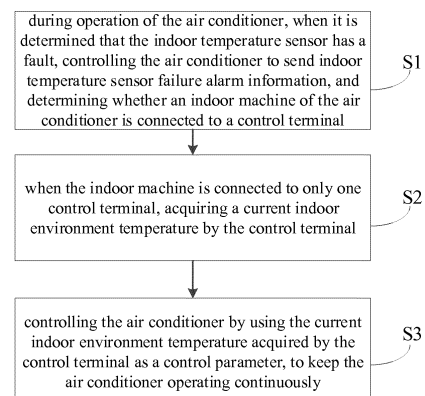 during operation of the air conditioner, when it is
determined that the indoor temperature sensor has a
fault, controlling the air conditioner to send indoor
temperature sensor failure alarm information, and
determining whether an indoor machine of the air
conditioner is connected to a control terminal
S1
when the indoor machine is connected to only one
control terminal, acquiring a current indoor
environment temperature by the control terminal
S2
controlling the air conditioner by using the current
indoor environment temperature acquired by the
control terminal as a control parameter, to keep the
air conditioner operating continuously
S3